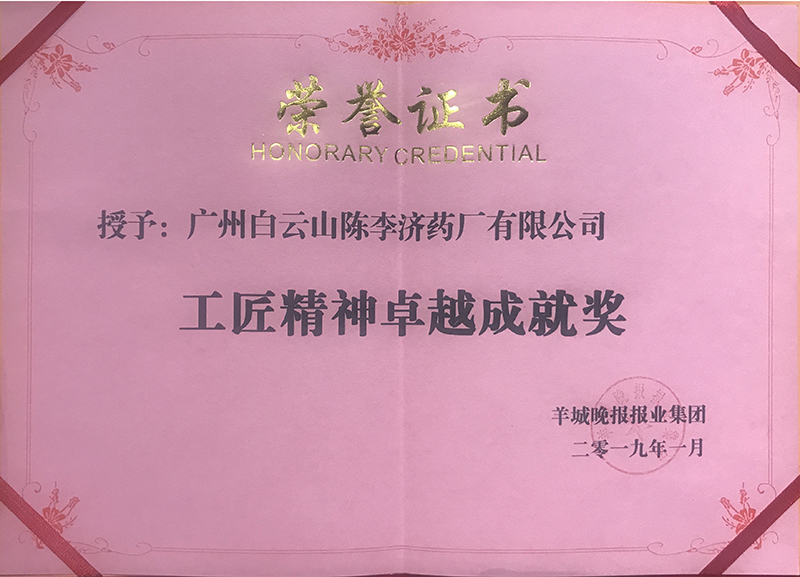 荣誉证书
HONORARY CREDENTIAL
授予：广州白云山陈李济药厂有限公司
工匠精神卓越成就奖
羊城晚报报业集团
二零一九年一月